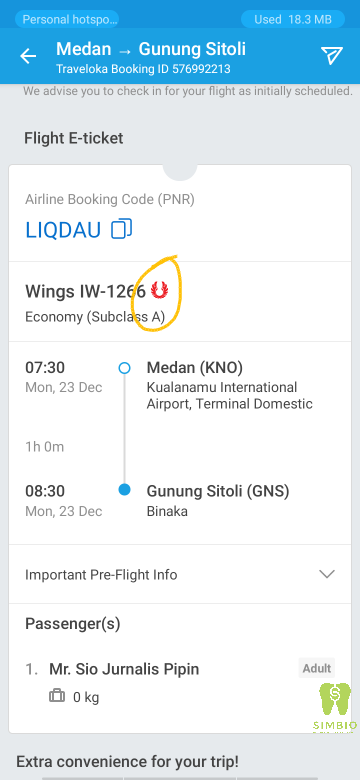 Personal hotspo...
Used 18.3 MB
Medan → Gunung Sitoli
Traveloka Booking ID 576992213
We advise you to check in for your flight as initially scheduled.
Flight E-ticket
Airline Booking Code (PNR)
LIQDAU
Wings IW-1266
Economy (Subclass A)
07:30 Medan (KNO)
Mon, 23 Dec Kualanamu International
Airport, Terminal Domestic
1h 0m
08:30 Gunung Sitoli (GNS)
Mon, 23 Dec Binaka
Important Pre-Flight Info
Passenger(s)
1. Mr. Sio Jurnalis Pipin Adult
0 kg
SIMBIO
Extra convenience for your trip!